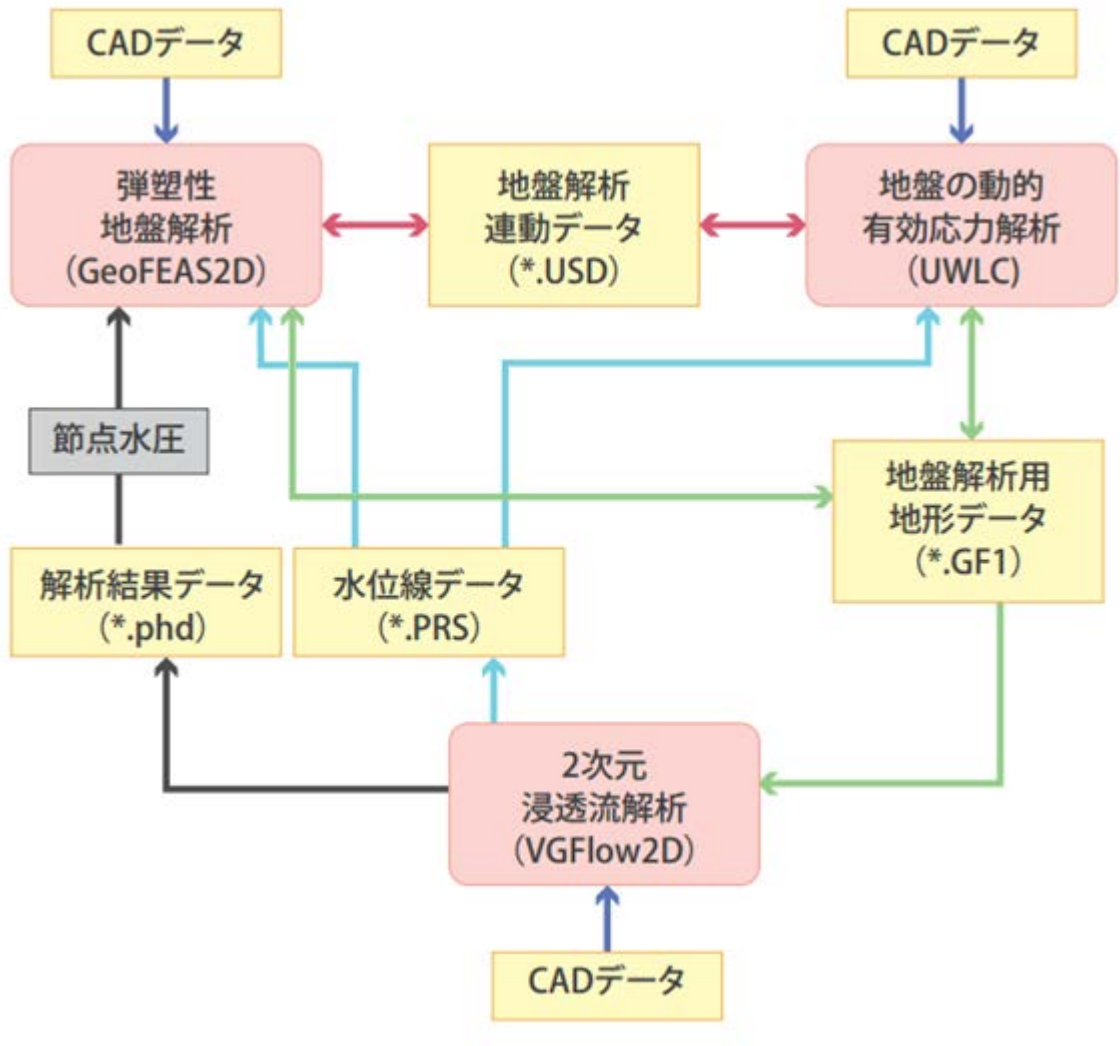 CADデータ
CADデータ
弾塑性
地盤解析
（GeoFEAS2D）
地盤解析
連動データ
（*.USD）
地盤の動的
有効応力解析
（UWLC)
節点水圧
地盤解析用
地形データ
（*.GF1）
解析結果データ
（*.phd）
水位線データ
（*.PRS）
2次元
浸透流解析
（VGFlow2D）
CADデータ